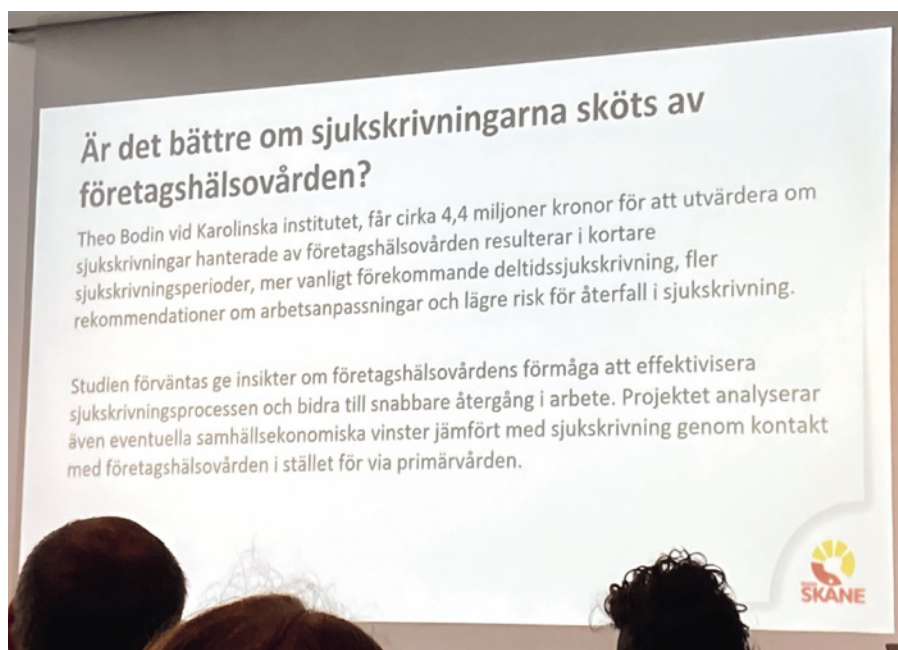 Är det bättre om sjukskrivningarna sköts av
företagshälsovården?
Theo Bodin vid Karolinska institutet, får cirka 4,4 miljoner kronor för att utvärdera om
sjukskrivningar hanterade av företagshälsovården resulterar i kortare
sjukskrivningsperioder, mer vanligt förekommande deltidssjukskrivning, fler
rekommendationer om arbetsanpassningar och lägre risk för återfall i sjukskrivning.
Studien förväntas ge insikter om företagshälsovårdens förmåga att effektivisera
sjukskrivningsprocessen och bidra till snabbare återgång i arbete. Projektet analyserar
även eventuella samhällsekonomiska vinster jämfört med sjukskrivning genom kontakt
med företagshälsovården i stället för via primärvården.
SKÅNE